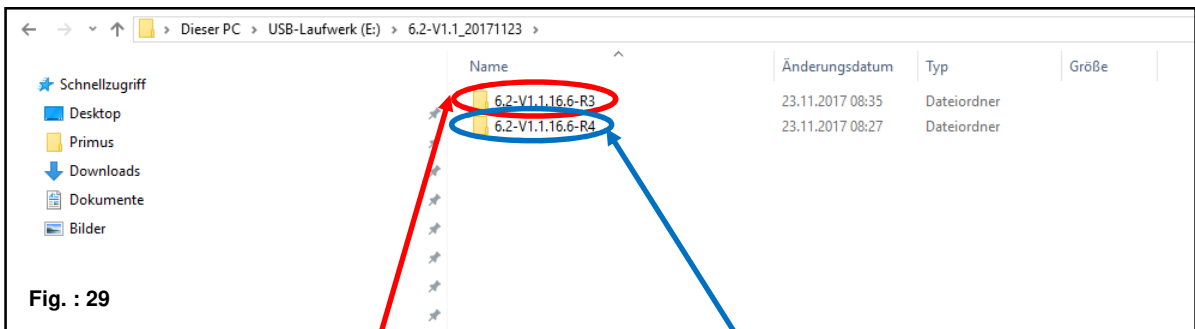 Dieser PC > USB-Laufwerk (E:) > 6.2-V1.1_20171123 >
Name Änderungsdatum Typ Größe
Schnellzugriff
Desktop
Primus
Downloads
Dokumente
Bilder
6.2-V1.1.16.6-R3 23.11.2017 08:35 Dateiordner
6.2-V1.1.16.6-R4 23.11.2017 08:27 Dateiordner
Fig. : 29